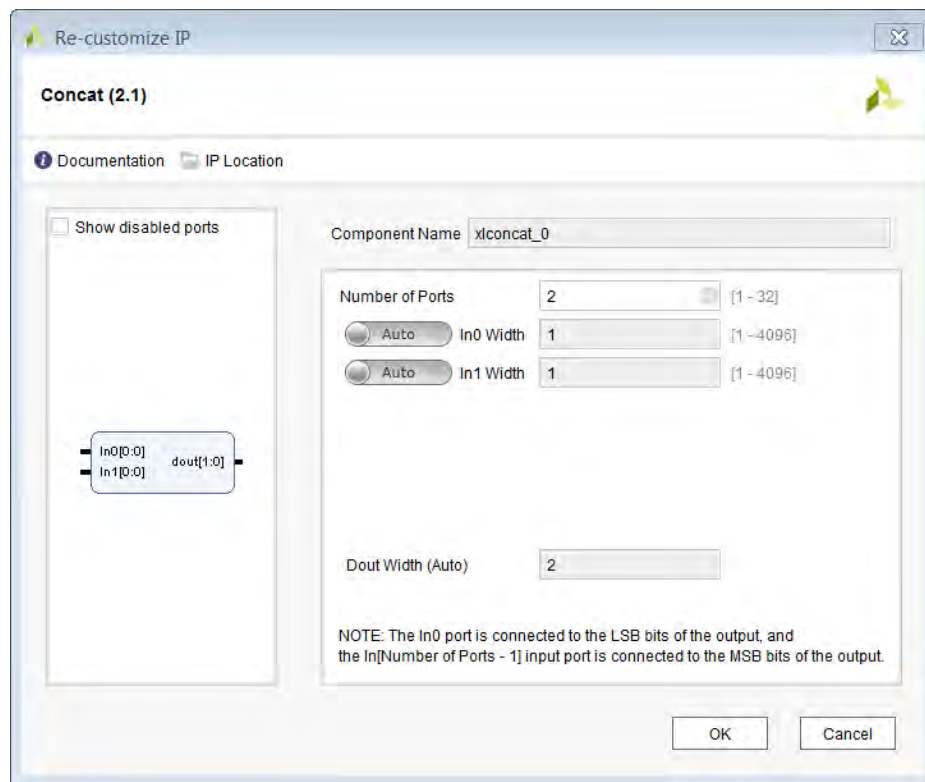 Re-customize IP
Concat (2.1)
Documentation IP Location
Show disabled ports
In0[0:0]
In1[0:0]
dout[1:0]
Component Name xlconcat_0
Number of Ports 2 [1 - 32]
Auto In0 Width 1 [1 - 4096]
Auto In1 Width 1 [1 - 4096]
Dout Width (Auto) 2
NOTE: The In0 port is connected to the LSB bits of the output, and
the In[Number of Ports - 1] input port is connected to the MSB bits of the output.
OK Cancel